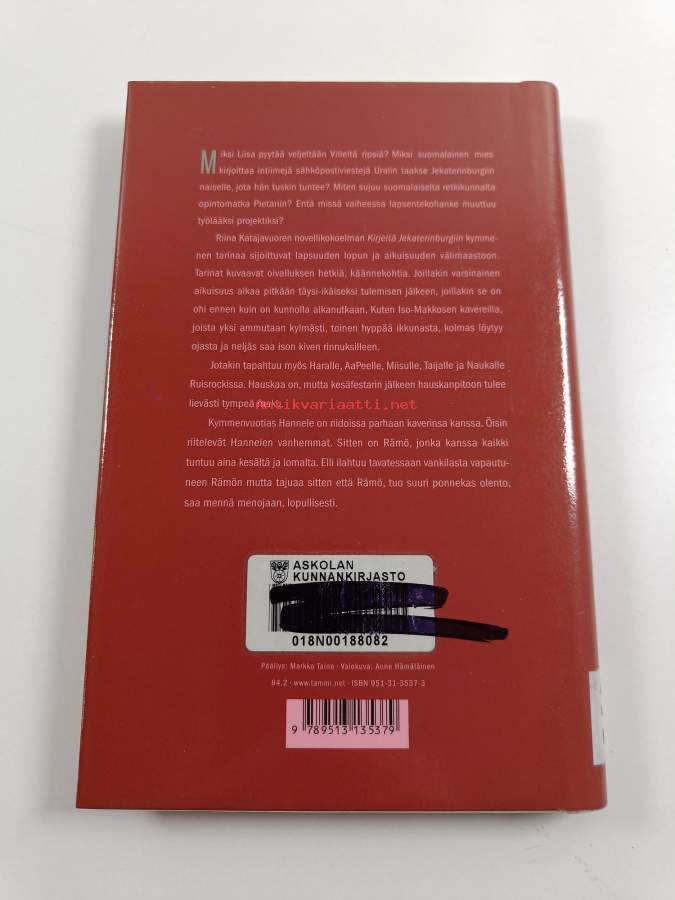 Miksi Liisa pyytää veljeltään Villeltä ripsiä? Miksi suomalainen mies
kirjoittaa intiimejä sähköpostiviestejä Uralin taakse Jekaterinburgiin
naiselle, jota hän tuskin tuntee? Miten sujuu suomalaiselta retkikunnalta
opintomatka Pietariin? Entä missä vaiheessa lapsentekohanke muuttuu
työlääksi projektiksi?
Riina Katajavuoren novellikokoelman Kirjeitä Jekaterinburgiin kymme-
nen tarinaa sijoittuvat lapsuuden lopun ja aikuisuuden välimaastoon.
Tarinat kuvaavat oivalluksen hetkiä, käännekohtia. Joillakin varsinainen
aikuisuus alkaa pitkään täysi-ikäiseksi tulemisen jälkeen, joillakin se on
ohi ennen kuin on kunnolla alkanutkaan. Kuten Iso-Makkosen kavereilla,
joista yksi ammutaan kylmästi, toinen hyppää ikkunasta, kolmas löytyy
ojasta ja neljäs saa ison kiven rinnuksilleen.
Jotakin tapahtuu myös Haralle, AaPeelle, Miisulle, Taijalle ja Naukalle
Ruisrockissa. Hauskaa on, mutta kesäfestarin jälkeen hauskanpitoon tulee
lievästi tympeä maku.
antikvariaatti.net
Kymmenvuotias Hannele on riidoissa parhaan kaverinsa kanssa. Öisin
riitelevät Hannelen vanhemmat. Sitten on Rämö, jonka kanssa kaikki
tuntuu aina kesältä ja lomalta. Elli ilahtuu tavatessaan vankilasta vapautu-
neen Rämön mutta tajuaa sitten että Rämö, tuo suuri ponnekas olento,
saa mennä menojaan, lopullisesti.
ASKOLAN
KUNNANKIRJASTO
018N00188082
Päällys: Markko Taina · Valokuva: Anne Hämäläinen
84.2 · www.tammi.net · ISBN 951-31-3537-3
9 789513 135379